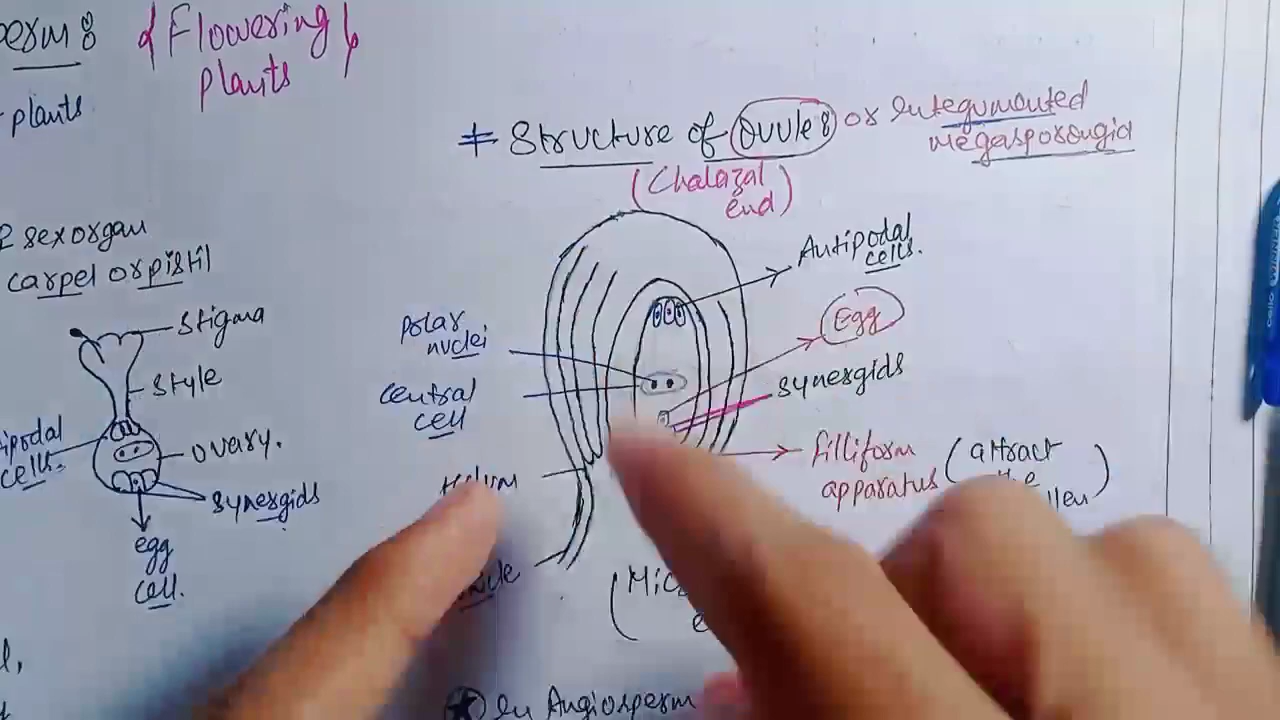 {Flowering}
plants
plants
sex organ
carpel or pistil
stigma
style
ovary.
cells.
synergids
egg
cell.
≠ Structure of Ovule: or Integumented
megasporangia
(Chalazal
end)
Antipodal
cells.
Polar
nuclei
Egg
central
cell
synergids
filliform
apparatus
(attract
In Angiosperm